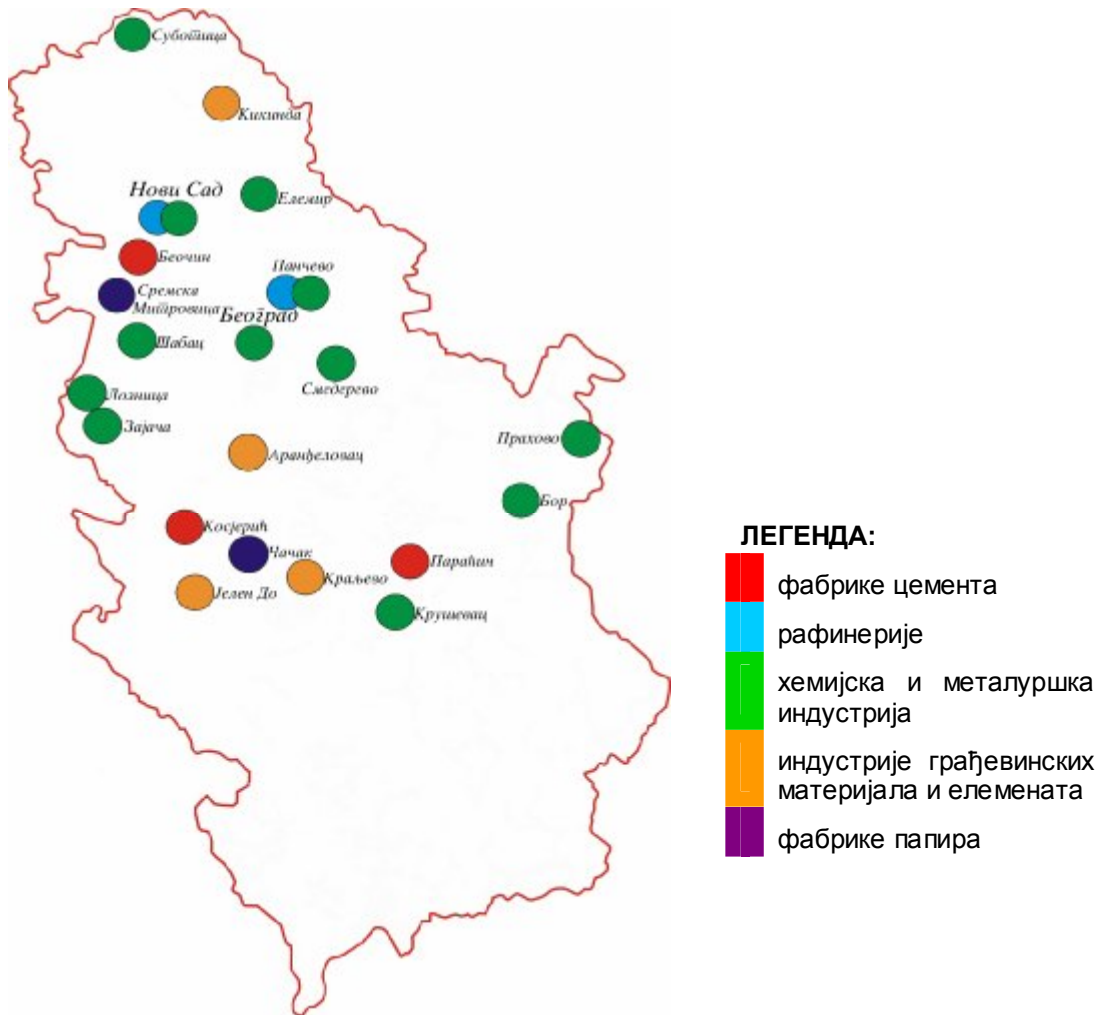 Суботица
Кикинда
Нови Сад
Елемир
Беочин
Панчево
Сремска
Митровица
Београд
Шабац
Смедерево
Лозница
Зајача
Прахово
Аранђеловац
Бор
Косјерић
Чачак
Параћин
Краљево
Јелен До
Крушевац
ЛЕГЕНДА:
фабрике цемента
рафинерије
хемијска и металуршка
индустрија
индустрије грађевинских
материјала и елемената
фабрике папира